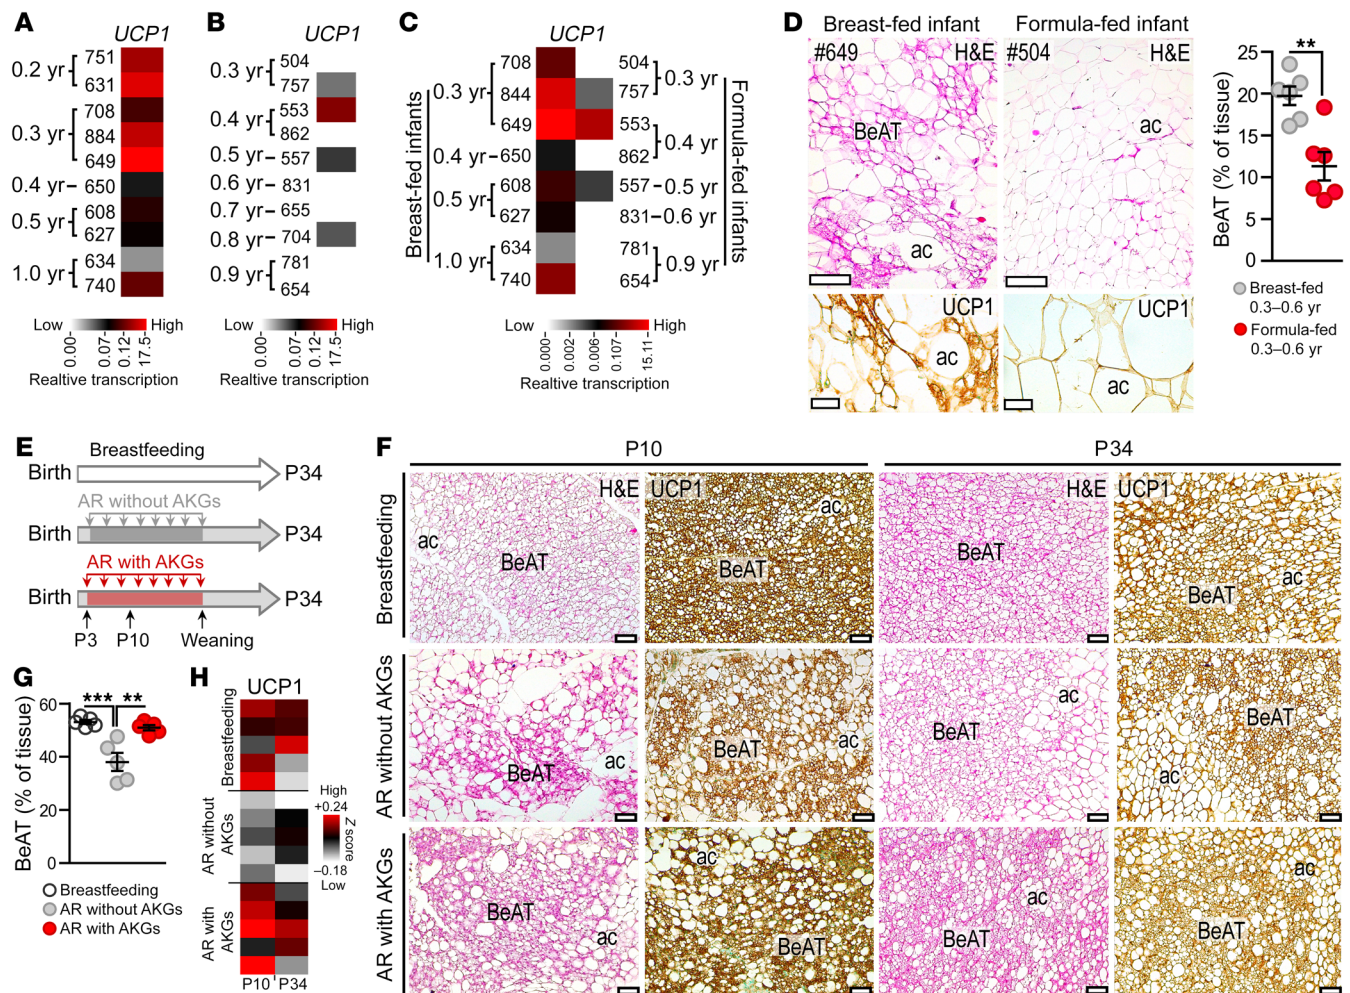 A
UCP1
0.2 yr
751
631
0.3 yr
708
884
649
0.4 yr
650
0.5 yr
608
627
1.0 yr
634
740
Low
High
0.00
0.07
0.12
17.5
Realtive transcription
B
UCP1
0.3 yr
504
757
0.4 yr
553
862
0.5 yr
557
0.6 yr
831
0.7 yr
655
0.8 yr
704
0.9 yr
781
654
Low
High
0.00
0.07
0.12
17.5
Realtive transcription
C
UCP1
Breast-fed infants
0.3 yr
708
844
649
0.4 yr
650
0.5 yr
608
627
1.0 yr
634
740
504
757
0.3 yr
553
862
0.4 yr
557
0.5 yr
831
0.6 yr
781
654
0.9 yr
Formula-fed infants
Low
High
0.000
0.002
0.006
0.107
15.11
Realtive transcription
D
Breast-fed infant
Formula-fed infant
#649
H&E
BeAT
ac
#504
H&E
ac
UCP1
ac
UCP1
ac
**
BeAT (% of tissue)
25
20
15
10
5
0
Breast-fed
0.3–0.6 yr
Formula-fed
0.3–0.6 yr
E
Breastfeeding
Birth
P34
AR without AKGs
Birth
P34
AR with AKGs
Birth
P34
P3
P10
Weaning
F
P10
P34
Breastfeeding
H&E
ac
BeAT
UCP1
ac
BeAT
H&E
BeAT
UCP1
ac
BeAT
AR without AKGs
BeAT
ac
BeAT
ac
ac
BeAT
BeAT
ac
AR with AKGs
BeAT
ac
ac
BeAT
ac
BeAT
ac
BeAT
G
BeAT (% of tissue)
60
40
20
0
***
**
Breastfeeding
AR without AKGs
AR with AKGs
H
UCP1
Breastfeeding
AR without
AKGs
AR with
AKGs
P10
P34
High
+0.24
Z score
–0.18
Low